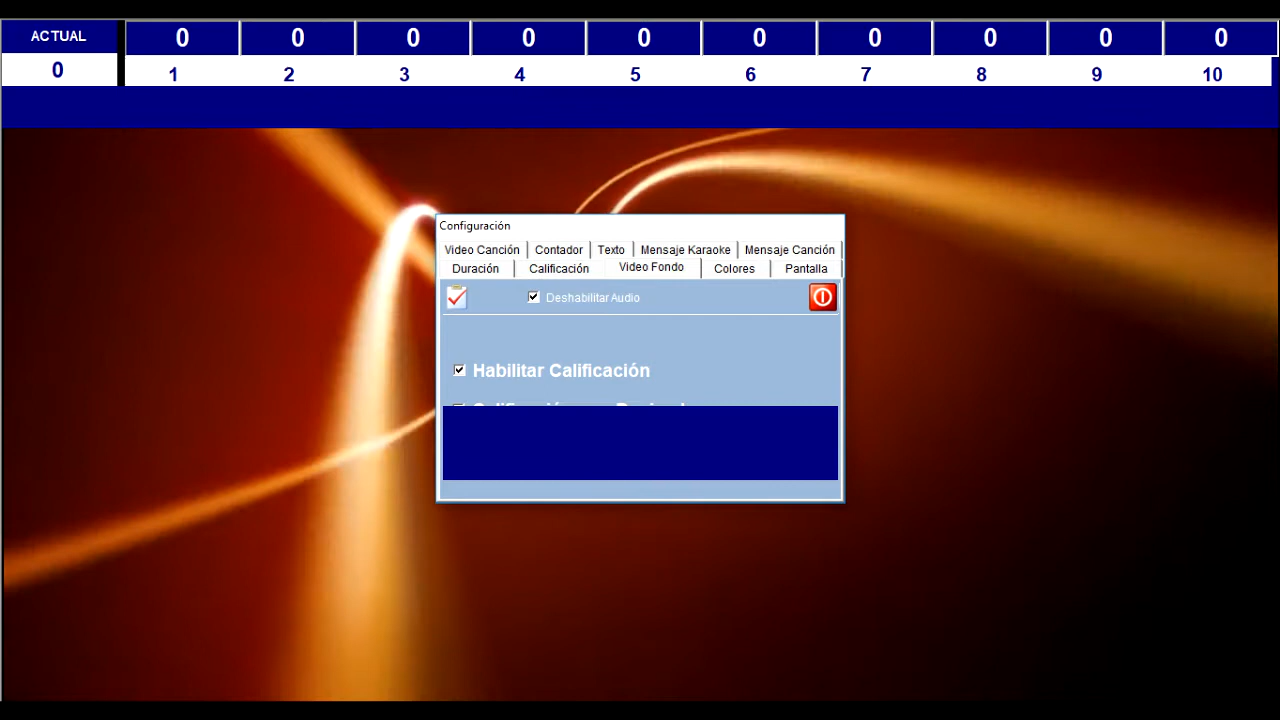 ACTUAL 0 0 0 0 0 0 0 0 0 0
0 1 2 3 4 5 6 7 8 9 10
Configuración
Video Canción Contador Texto Mensaje Karaoke Mensaje Canción
Duración Calificación Video Fondo Colores Pantalla
Deshabilitar Audio
Habilitar Calificación